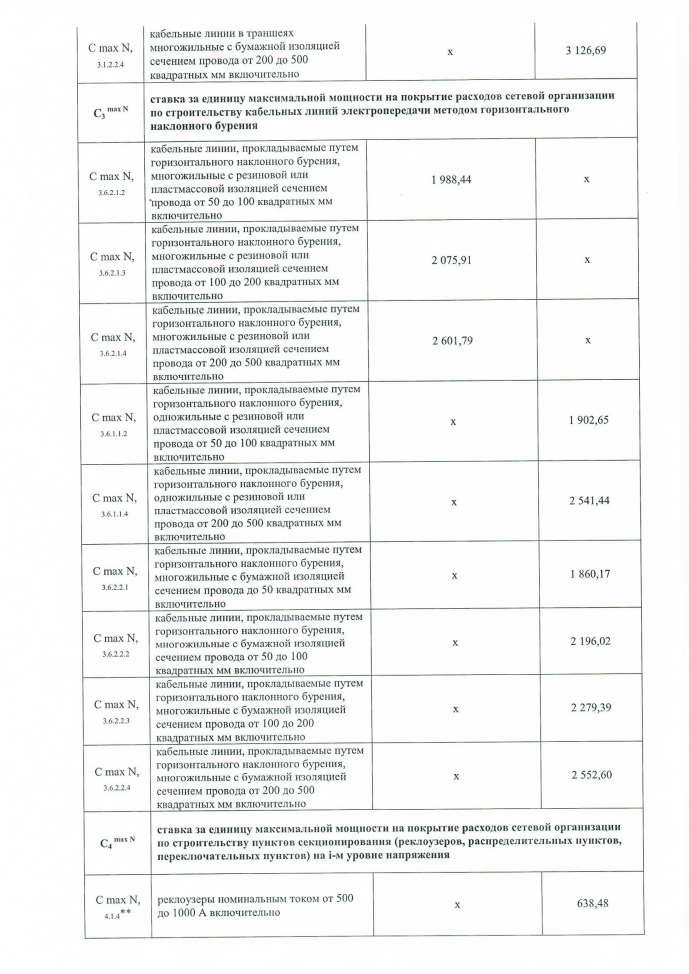 кабельные линии в траншеях
многожильные с бумажной изоляцией
C max N, сечением провода от 200 до 500 x 3 126,69
3.1.2.2.4 квадратных мм включительно
ставка за единицу максимальной мощности на покрытие расходов сетевой организации
C₃ max N по строительству кабельных линий электропередачи методом горизонтального
наклонного бурения
кабельные линии, прокладываемые путем
горизонтального наклонного бурения,
C max N, многожильные с резиновой или 1 988,44 x
3.6.2.1.2 пластмассовой изоляцией сечением
провода от 50 до 100 квадратных мм
включительно
кабельные линии, прокладываемые путем
горизонтального наклонного бурения,
C max N, многожильные с резиновой или 2 075,91 x
3.6.2.1.3 пластмассовой изоляцией сечением
провода от 100 до 200 квадратных мм
включительно
кабельные линии, прокладываемые путем
горизонтального наклонного бурения,
C max N, многожильные с резиновой или 2 601,79 x
3.6.2.1.4 пластмассовой изоляцией сечением
провода от 200 до 500 квадратных мм
включительно
кабельные линии, прокладываемые путем
горизонтального наклонного бурения,
C max N, одножильные с резиновой или x 1 902,65
3.6.1.1.2 пластмассовой изоляцией сечением
провода от 50 до 100 квадратных мм
включительно
кабельные линии, прокладываемые путем
горизонтального наклонного бурения,
C max N, одножильные с резиновой или x 2 541,44
3.6.1.1.4 пластмассовой изоляцией сечением
провода от 200 до 500 квадратных мм
включительно
кабельные линии, прокладываемые путем
горизонтального наклонного бурения,
C max N, многожильные с бумажной изоляцией x 1 860,17
3.6.2.2.1 сечением провода до 50 квадратных мм
включительно
кабельные линии, прокладываемые путем
горизонтального наклонного бурения,
C max N, многожильные с бумажной изоляцией x 2 196,02
3.6.2.2.2 сечением провода от 50 до 100
квадратных мм включительно
кабельные линии, прокладываемые путем
горизонтального наклонного бурения,
C max N, многожильные с бумажной изоляцией x 2 279,39
3.6.2.2.3 сечением провода от 100 до 200
квадратных мм включительно
кабельные линии, прокладываемые путем
горизонтального наклонного бурения,
C max N, многожильные с бумажной изоляцией x 2 552,60
3.6.2.2.4 сечением провода от 200 до 500
квадратных мм включительно
ставка за единицу максимальной мощности на покрытие расходов сетевой организации
C₄ max N по строительству пунктов секционирования (реклоузеров, распределительных пунктов,
переключательных пунктов) на i-м уровне напряжения
C max N, реклоузеры номинальным током от 500 x 638,48
4.1.4** до 1000 А включительно